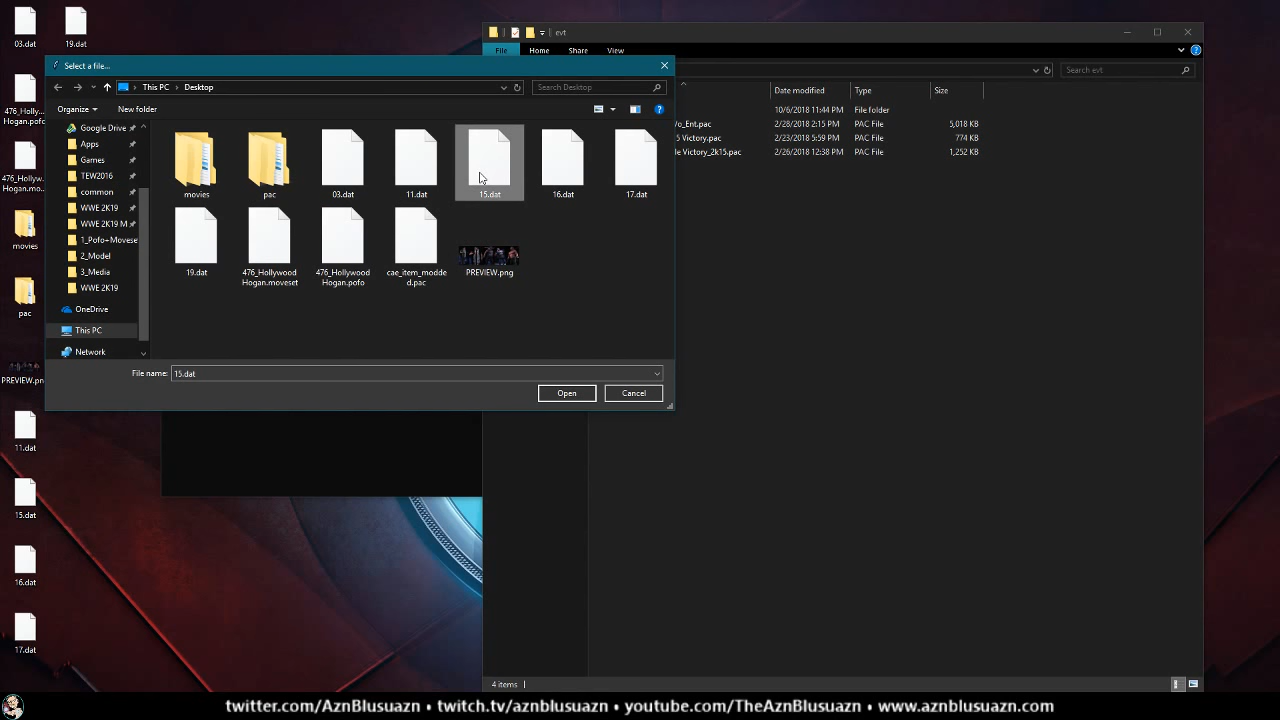 03.dat
19.dat
476_Holly...
Hogan.pofo
476_Holly...
Hogan.mo...
movies
pac
PREVIEW.pn
11.dat
15.dat
16.dat
17.dat
Select a file...
This PC
Desktop
Search Desktop
Organize
New folder
Google Drive
Apps
Games
TEW2016
common
WWE 2K19
WWE 2K19 M
1_Pofo+Movese
2_Model
3_Media
WWE 2K19
OneDrive
This PC
Network
movies
pac
03.dat
11.dat
15.dat
16.dat
17.dat
19.dat
476_Hollywood
Hogan.moveset
476_Hollywood
Hogan.pofo
cae_item_modde
d.pac
PREVIEW.png
File name:
15.dat
Open
Cancel
evt
File
Home
Share
View
Search evt
Date modified
Type
Size
10/6/2018 11:44 PM File folder
/o_Ent.pac 2/28/2018 2:15 PM PAC File 5,018 KB
5 Victory.pac 2/23/2018 5:59 PM PAC File 774 KB
le Victory_2k15.pac 2/26/2018 12:38 PM PAC File 1,252 KB
4 items
twitter.com/AznBlusuazn • twitch.tv/aznblusuazn • youtube.com/TheAznBlusuazn • www.aznblusuazn.com